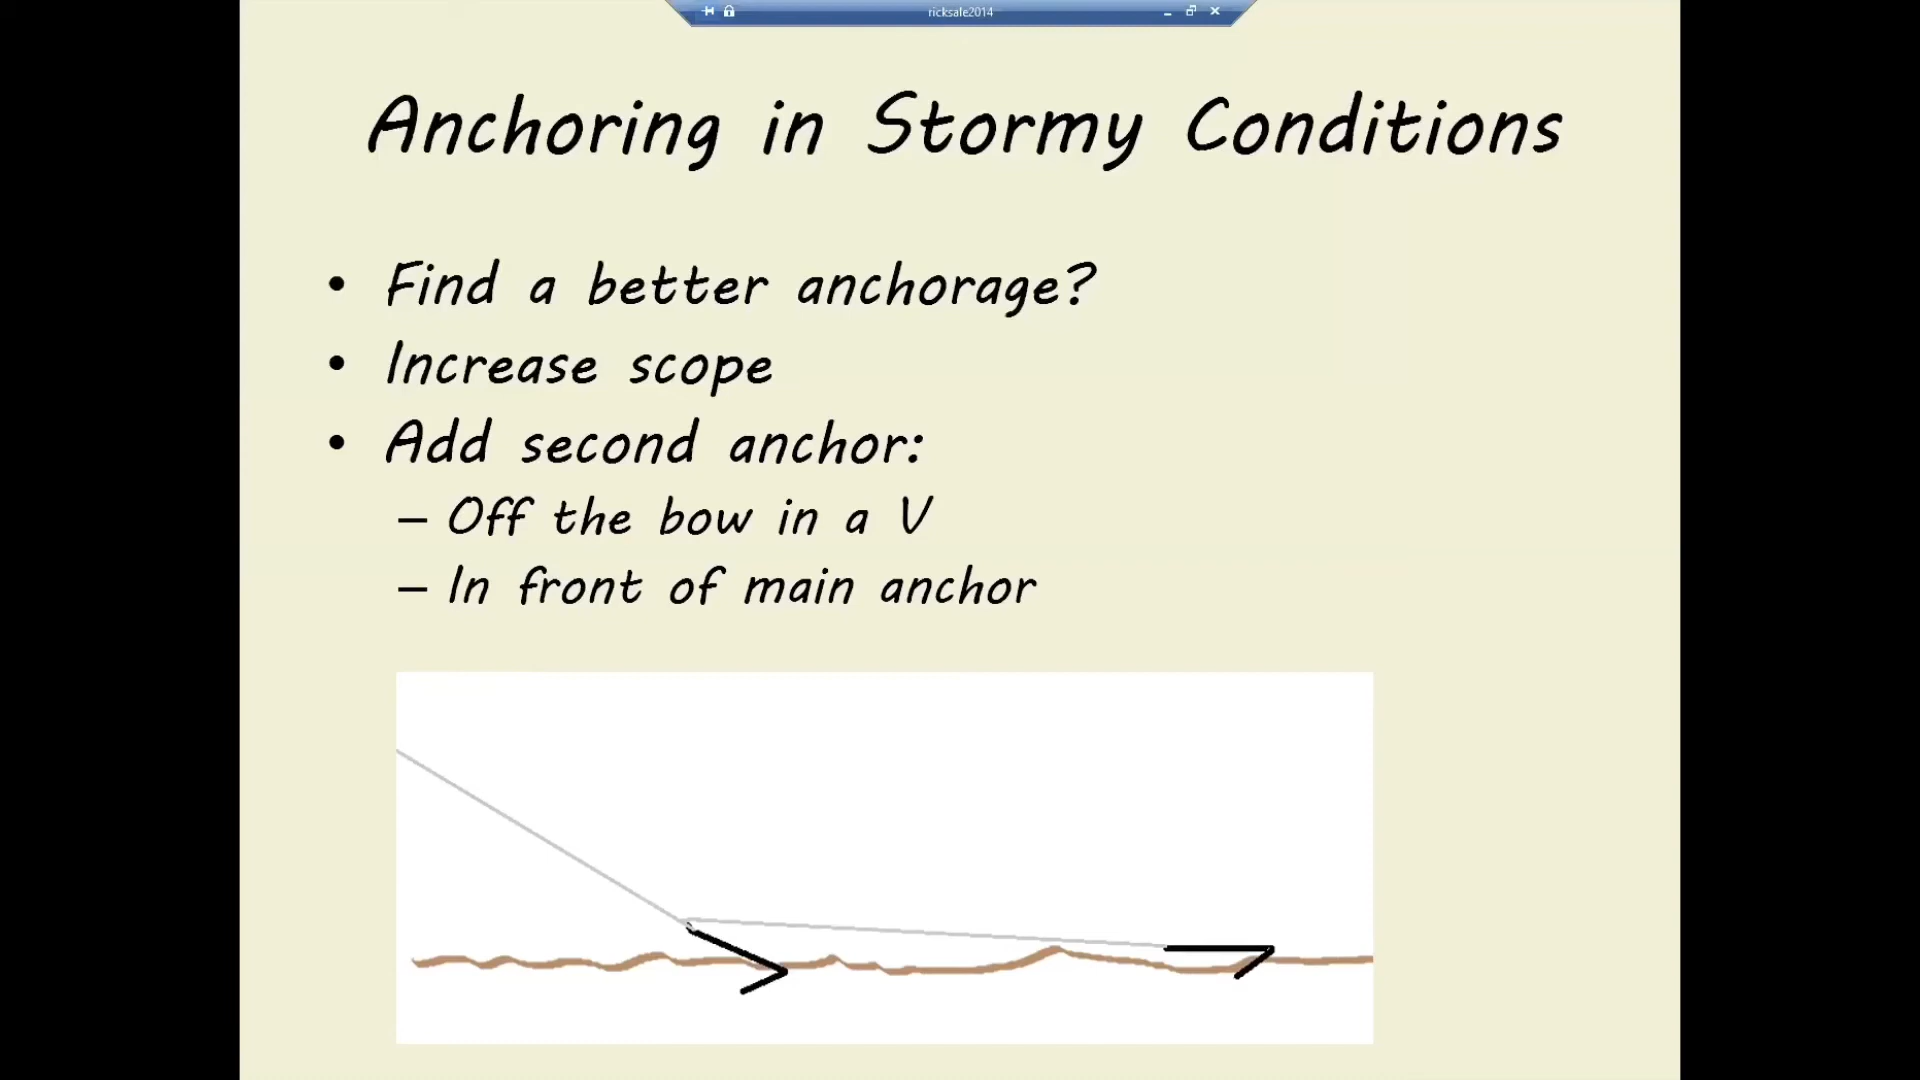 ricksale2014
Anchoring in Stormy Conditions
• Find a better anchorage?
• Increase scope
• Add second anchor:
– Off the bow in a V
– In front of main anchor